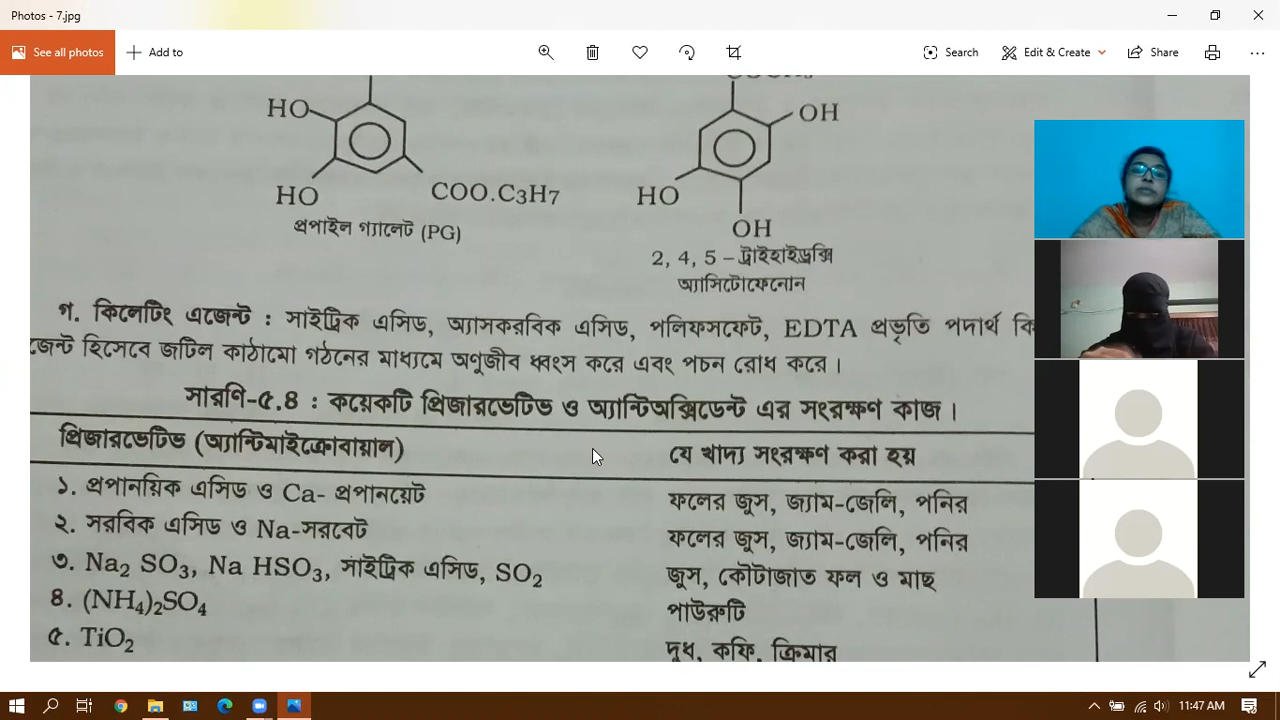 Photos - 7.jpg
See all photos
Add to
Search
Edit & Create
Share
HO
OH
HO
COO.C3H7
HO
OH
প্রপাইল গ্যালেট (PG)
2, 4, 5 – ট্রাইহাইড্রক্সি
অ্যাসিটোফেনোন
গ. কিলেটিং এজেন্ট : সাইট্রিক এসিড, অ্যাসকরবিক এসিড, পলিফসফেট, EDTA প্রভৃতি পদার্থ কি
জেন্ট হিসেবে জটিল কাঠামো গঠনের মাধ্যমে অণুজীব ধ্বংস করে এবং পচন রোধ করে।
সারণি-৫.৪ : কয়েকটি প্রিজারভেটিভ ও অ্যান্টিঅক্সিডেন্ট এর সংরক্ষণ কাজ।
প্রিজারভেটিভ (অ্যান্টিমাইক্রোবায়াল)
যে খাদ্য সংরক্ষণ করা হয়
১. প্রপানয়িক এসিড ও Ca- প্রপানয়েট
ফলের জুস, জ্যাম-জেলি, পনির
২. সরবিক এসিড ও Na-সরবেট
ফলের জুস, জ্যাম-জেলি, পনির
৩. Na₂ SO₃, Na HSO₃, সাইট্রিক এসিড, SO₂
জুস, কৌটাজাত ফল ও মাছ
৪. (NH₄)₂SO₄
পাউরুটি
৫. TiO₂
দুধ, কফি, ক্রিমার
11:47 AM